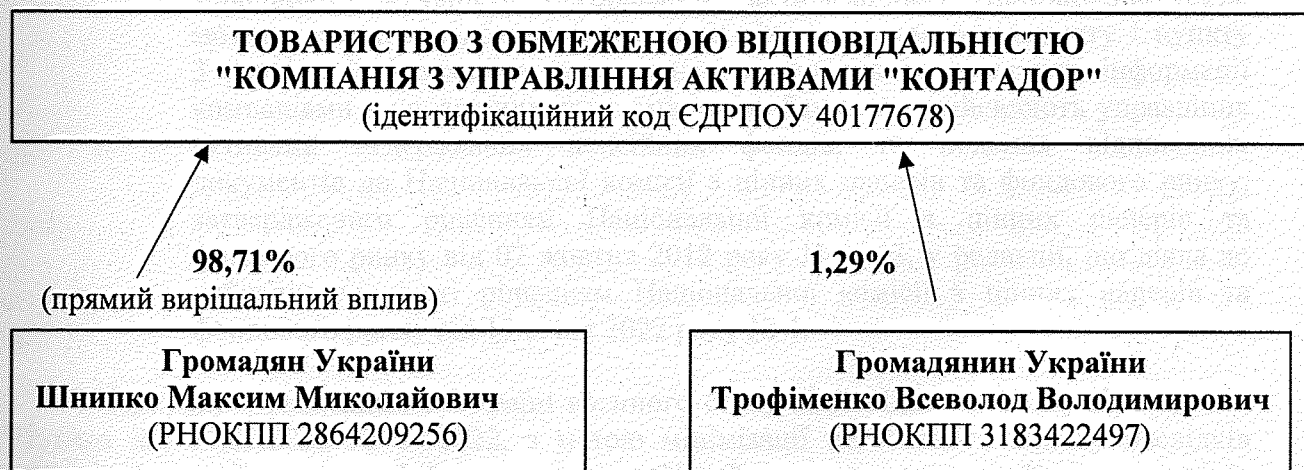 ТОВАРИСТВО З ОБМЕЖЕНОЮ ВІДПОВІДАЛЬНІСТЮ
"КОМПАНІЯ З УПРАВЛІННЯ АКТИВАМИ "КОНТАДОР"
(ідентифікаційний код ЄДРПОУ 40177678)
98,71%
(прямий вирішальний вплив)
1,29%
Громадян України
Шнипко Максим Миколайович
(РНОКПП 2864209256)
Громадянин України
Трофіменко Всеволод Володимирович
(РНОКПП 3183422497)